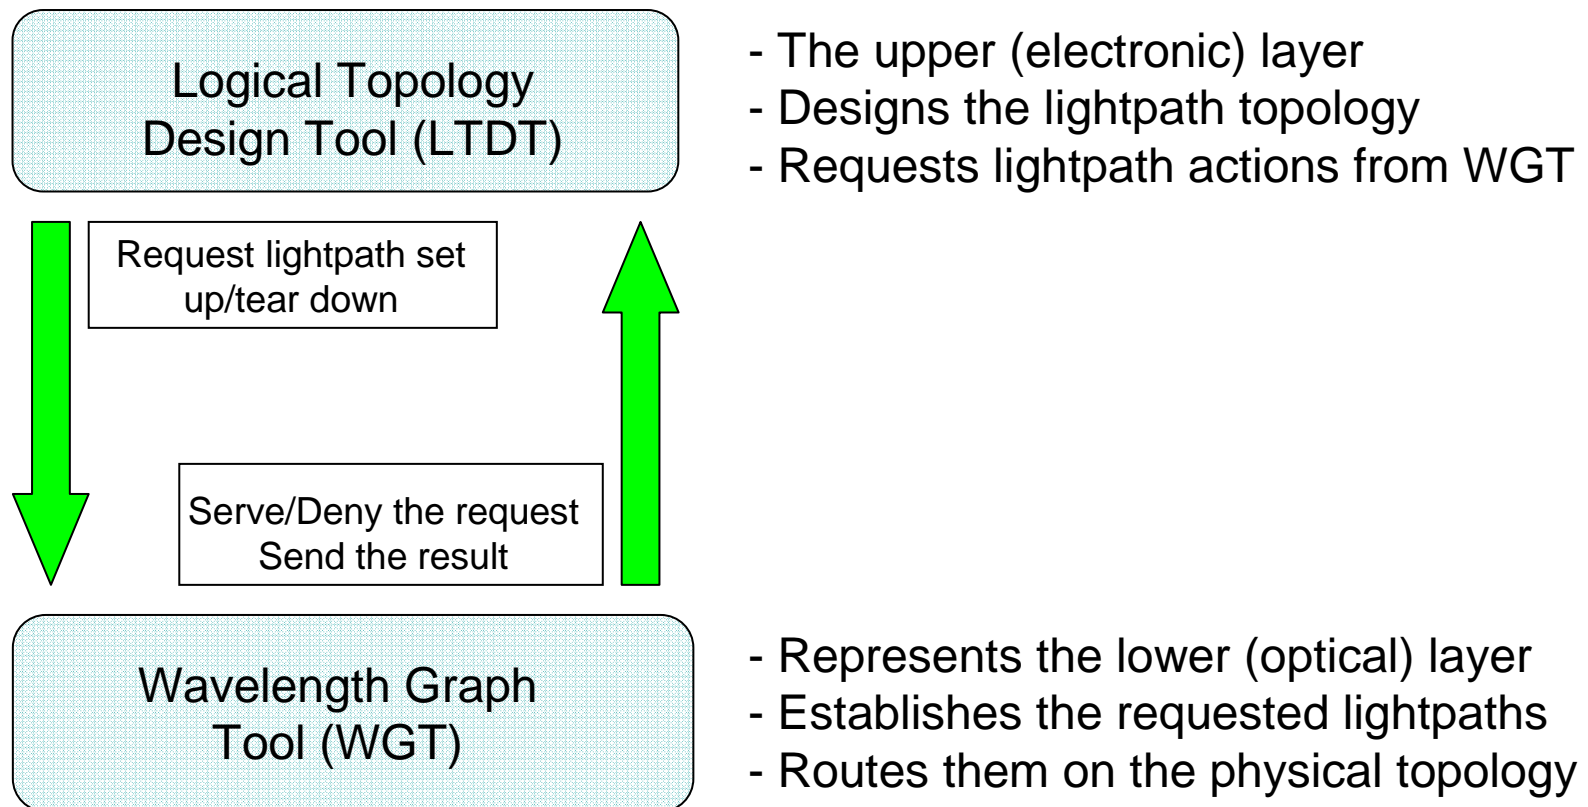 Logical Topology
Design Tool (LTDT)
- The upper (electronic) layer
- Designs the lightpath topology
- Requests lightpath actions from WGT
Request lightpath set
up/tear down
Serve/Deny the request
Send the result
Wavelength Graph
Tool (WGT)
- Represents the lower (optical) layer
- Establishes the requested lightpaths
- Routes them on the physical topology